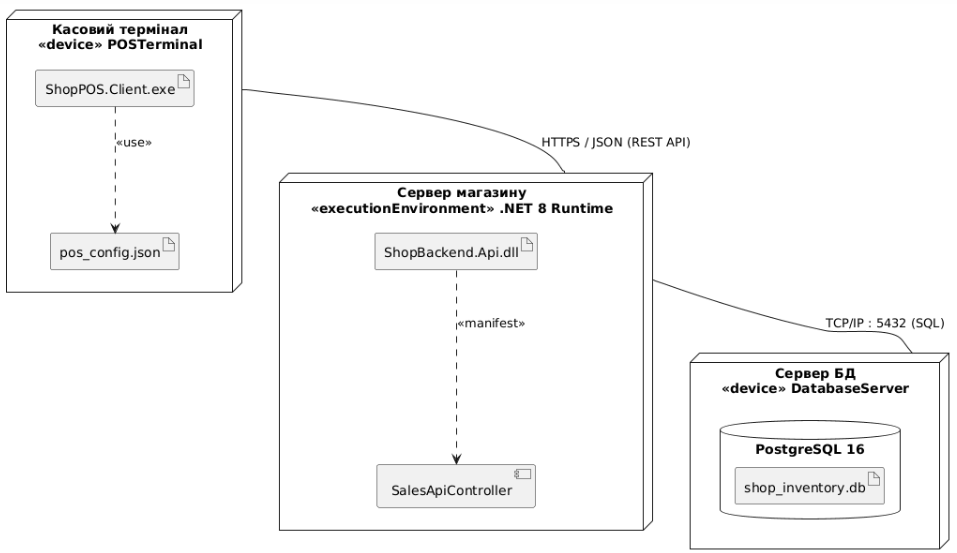 Касовий термінал
«device» POSTerminal
ShopPOS.Client.exe
«use»
pos_config.json
HTTPS / JSON (REST API)
Сервер магазину
«executionEnvironment» .NET 8 Runtime
ShopBackend.Api.dll
«manifest»
SalesApiController
TCP/IP : 5432 (SQL)
Сервер БД
«device» DatabaseServer
PostgreSQL 16
shop_inventory.db